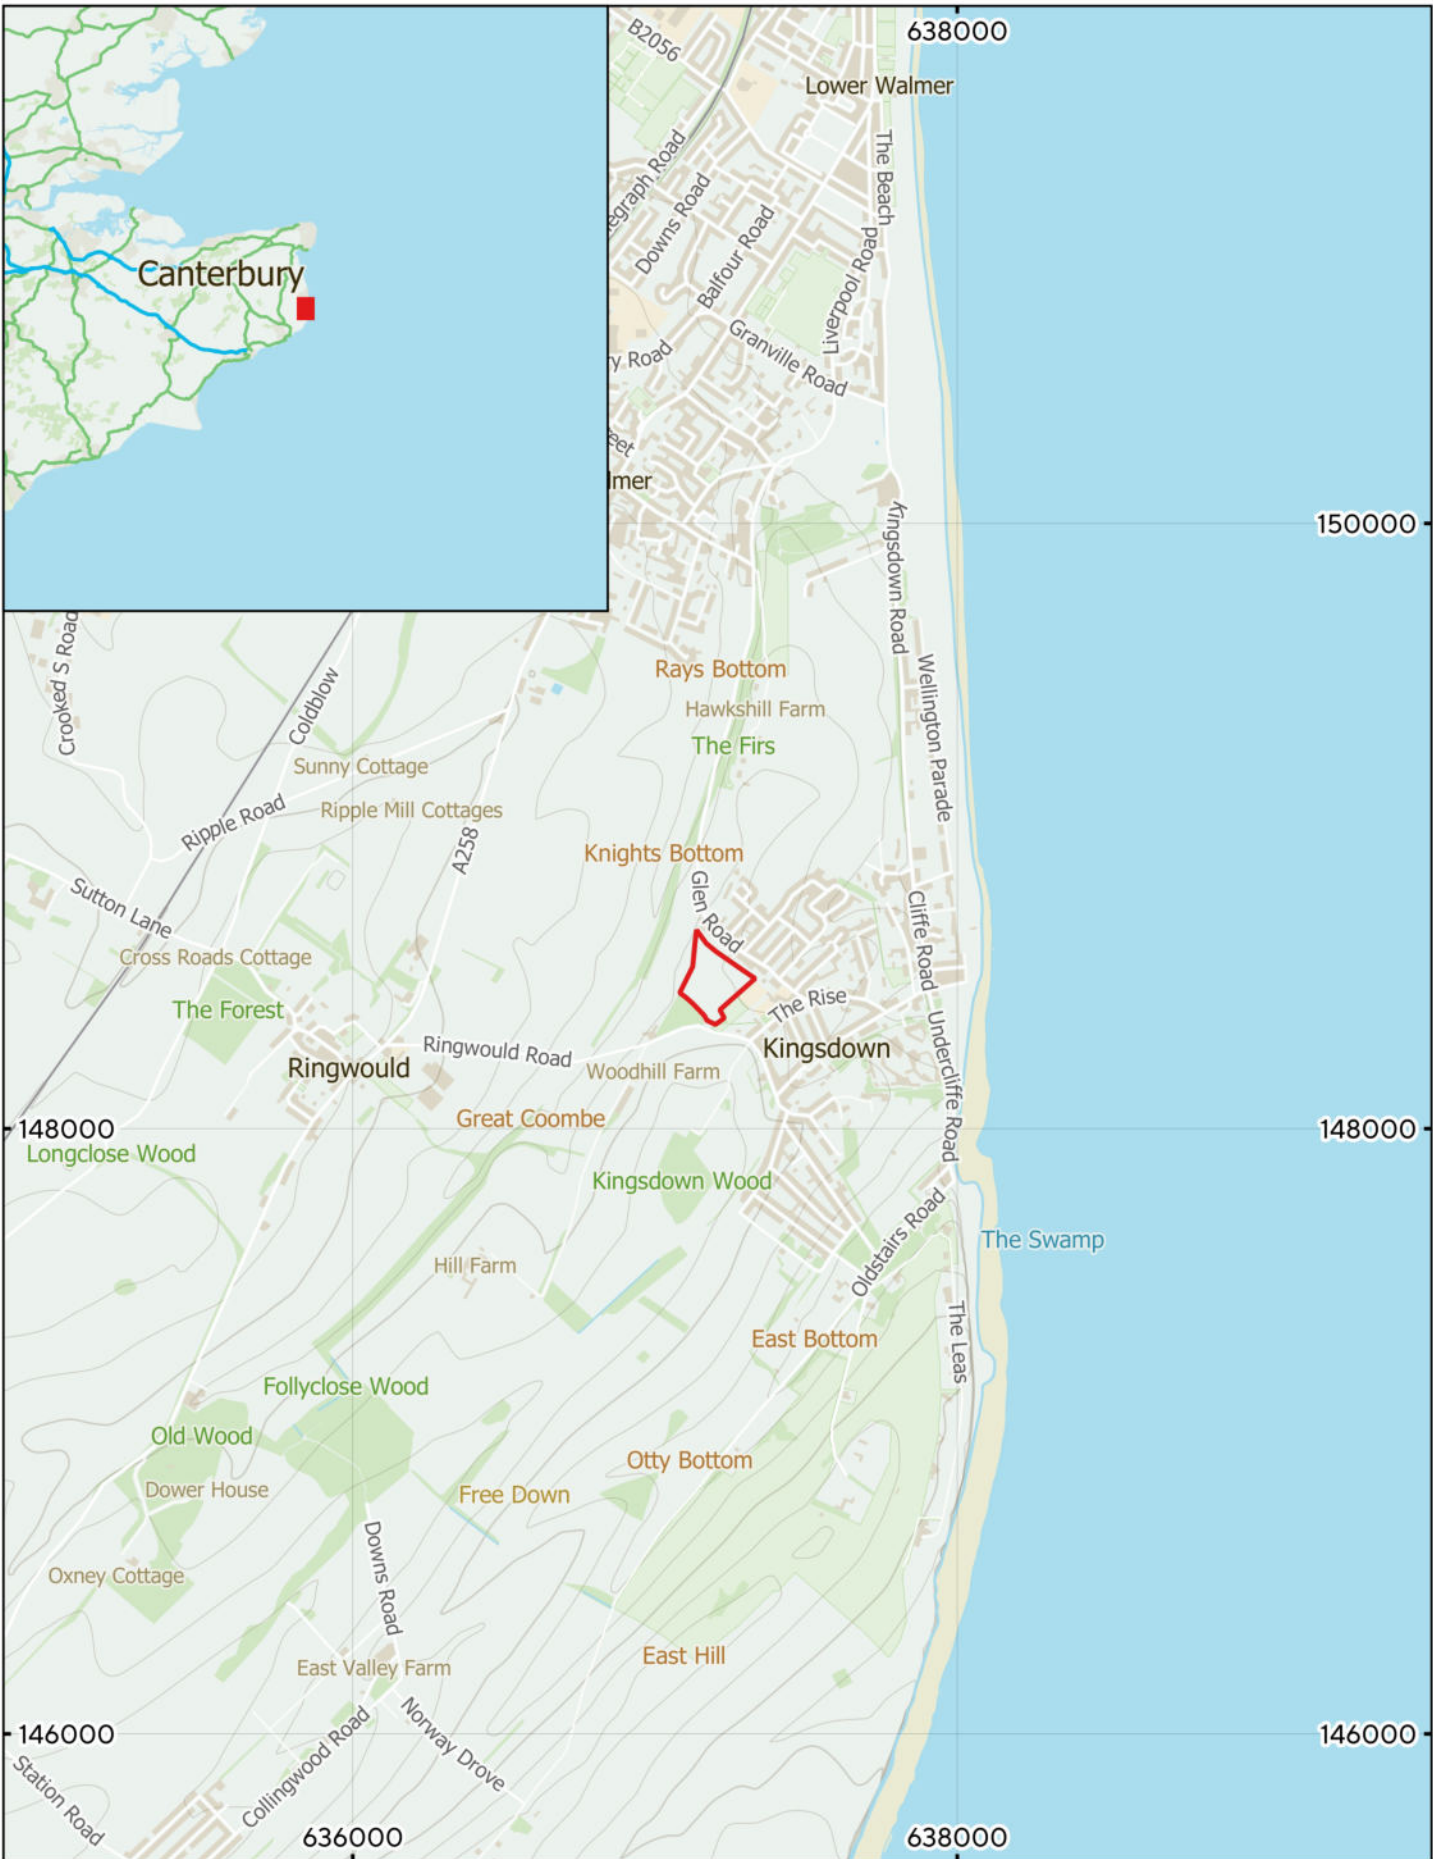 638000
B2056
Lower Walmer
The Beach
Downs Road
Balfour Road
Liverpool Road
Canterbury
Granville Road
Road
lmer
Kingsdown Road
150000
Crooked S Road
Coldblow
Rays Bottom
Wellington Parade
Hawkshill Farm
The Firs
Sunny Cottage
Ripple Road
Ripple Mill Cottages
A258
Knights Bottom
Glen Road
Sutton Lane
Cliffe Road
Cross Roads Cottage
The Forest
The Rise
Undercliffe Road
Ringwould Road
Kingsdown
Ringwould
Woodhill Farm
Great Coombe
148000
148000
Longclose Wood
Kingsdown Wood
Oldstairs Road
The Swamp
Hill Farm
The Leas
East Bottom
Follyclose Wood
Old Wood
Otty Bottom
Dower House
Free Down
Downs Road
Oxney Cottage
East Hill
East Valley Farm
Norway Drove
Collingwood Road
146000
146000
Station Road
636000
638000